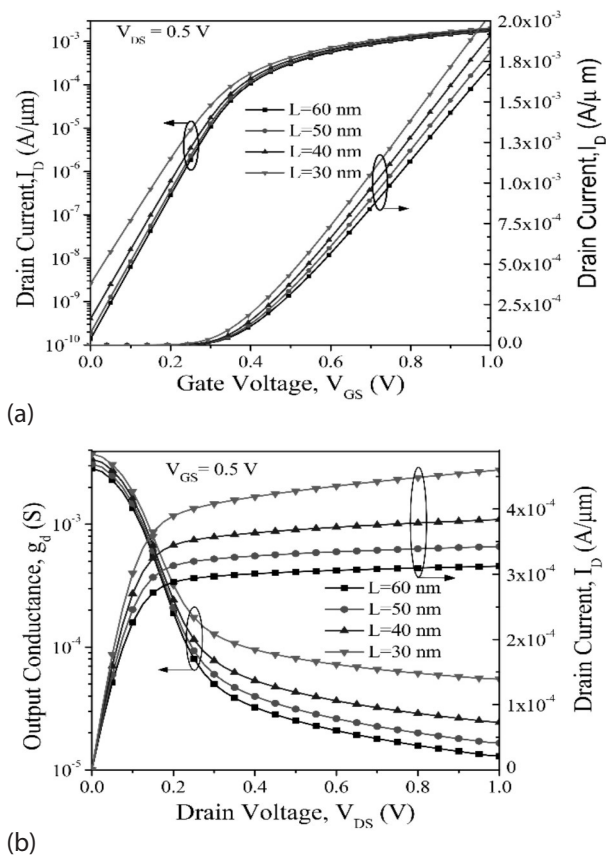 V_DS = 0.5 V
L=60 nm
L=50 nm
L=40 nm
L=30 nm
Drain Current,I_D (A/μm)
10^-3
10^-4
10^-5
10^-6
10^-7
10^-8
10^-9
10^-10
0.0 0.2 0.4 0.6 0.8 1.0
Gate Voltage, V_GS (V)
2.0x10^-3
1.8x10^-3
1.5x10^-3
1.3x10^-3
1.0x10^-3
7.5x10^-4
5.0x10^-4
2.5x10^-4
0.0
Drain Current,I_D (A/μ m)
(a)
V_GS = 0.5 V
L=60 nm
L=50 nm
L=40 nm
L=30 nm
Output Conductance, g_d (S)
10^-3
10^-4
10^-5
0.0 0.2 0.4 0.6 0.8 1.0
Drain Voltage, V_DS (V)
4x10^-4
3x10^-4
2x10^-4
1x10^-4
0
Drain Current, I_D (A/μm)
(b)